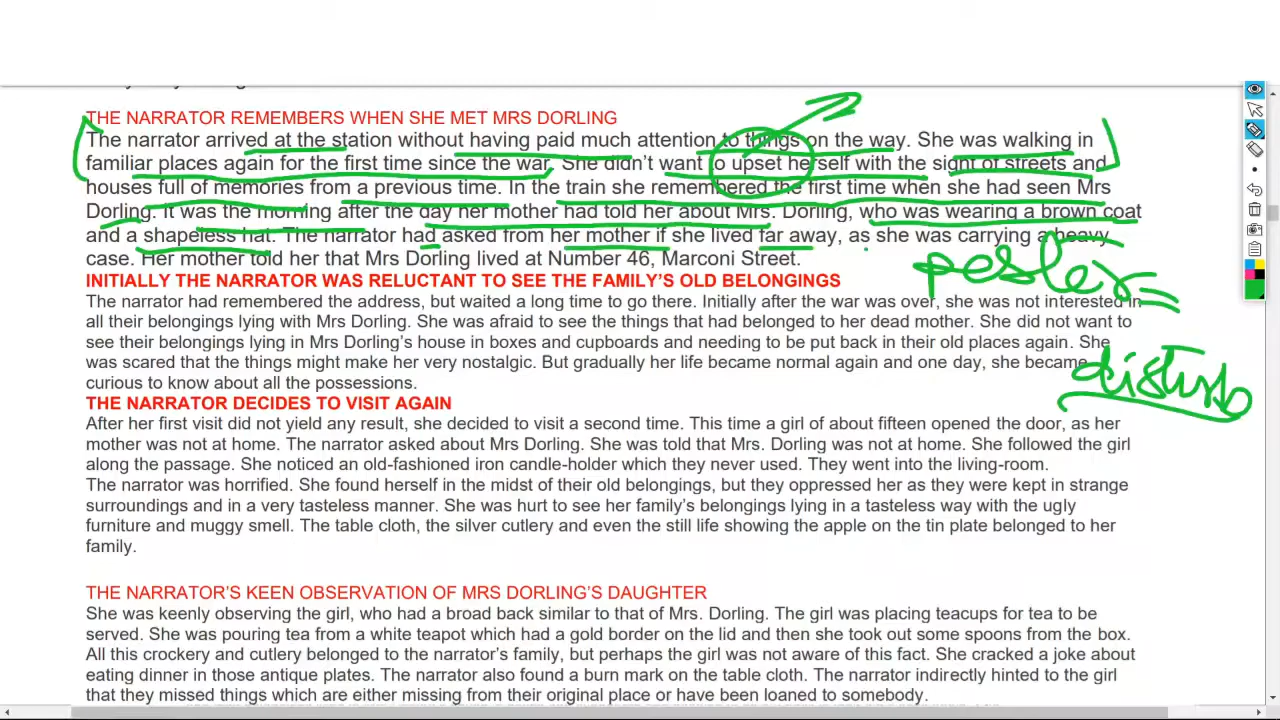 THE NARRATOR REMEMBERS WHEN SHE MET MRS DORLING
The narrator arrived at the station without having paid much attention to things on the way. She was walking in
familiar places again for the first time since the war. She didn't want to upset herself with the sight of streets and
houses full of memories from a previous time. In the train she remembered the first time when she had seen Mrs
Dorling. It was the morning after the day her mother had told her about Mrs. Dorling, who was wearing a brown coat
and a shapeless hat. The narrator had asked from her mother if she lived far away, as she was carrying a heavy
case. Her mother told her that Mrs Dorling lived at Number 46, Marconi Street.
pester
INITIALLY THE NARRATOR WAS RELUCTANT TO SEE THE FAMILY'S OLD BELONGINGS
The narrator had remembered the address, but waited a long time to go there. Initially after the war was over, she was not interested in
all their belongings lying with Mrs Dorling. She was afraid to see the things that had belonged to her dead mother. She did not want to
see their belongings lying in Mrs Dorling's house in boxes and cupboards and needing to be put back in their old places again. She
was scared that the things might make her very nostalgic. But gradually her life became normal again and one day, she became
curious to know about all the possessions.
disturb
THE NARRATOR DECIDES TO VISIT AGAIN
After her first visit did not yield any result, she decided to visit a second time. This time a girl of about fifteen opened the door, as her
mother was not at home. The narrator asked about Mrs Dorling. She was told that Mrs. Dorling was not at home. She followed the girl
along the passage. She noticed an old-fashioned iron candle-holder which they never used. They went into the living-room.
The narrator was horrified. She found herself in the midst of their old belongings, but they oppressed her as they were kept in strange
surroundings and in a very tasteless manner. She was hurt to see her family's belongings lying in a tasteless way with the ugly
furniture and muggy smell. The table cloth, the silver cutlery and even the still life showing the apple on the tin plate belonged to her
family.
THE NARRATOR'S KEEN OBSERVATION OF MRS DORLING'S DAUGHTER
She was keenly observing the girl, who had a broad back similar to that of Mrs. Dorling. The girl was placing teacups for tea to be
served. She was pouring tea from a white teapot which had a gold border on the lid and then she took out some spoons from the box.
All this crockery and cutlery belonged to the narrator's family, but perhaps the girl was not aware of this fact. She cracked a joke about
eating dinner in those antique plates. The narrator also found a burn mark on the table cloth. The narrator indirectly hinted to the girl
that they missed things which are either missing from their original place or have been loaned to somebody.